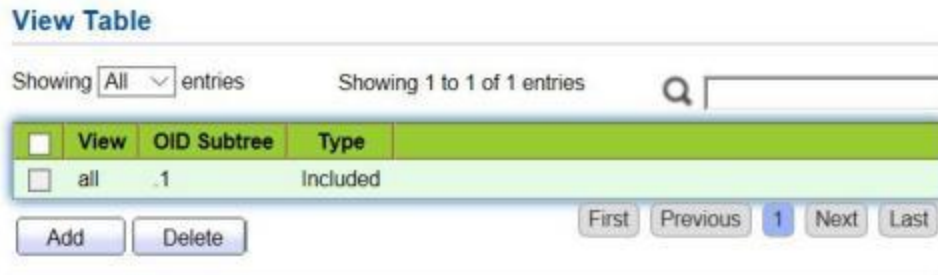 View Table
Showing All entries Showing 1 to 1 of 1 entries
View OID Subtree Type
all .1 Included
Add Delete First Previous 1 Next Last